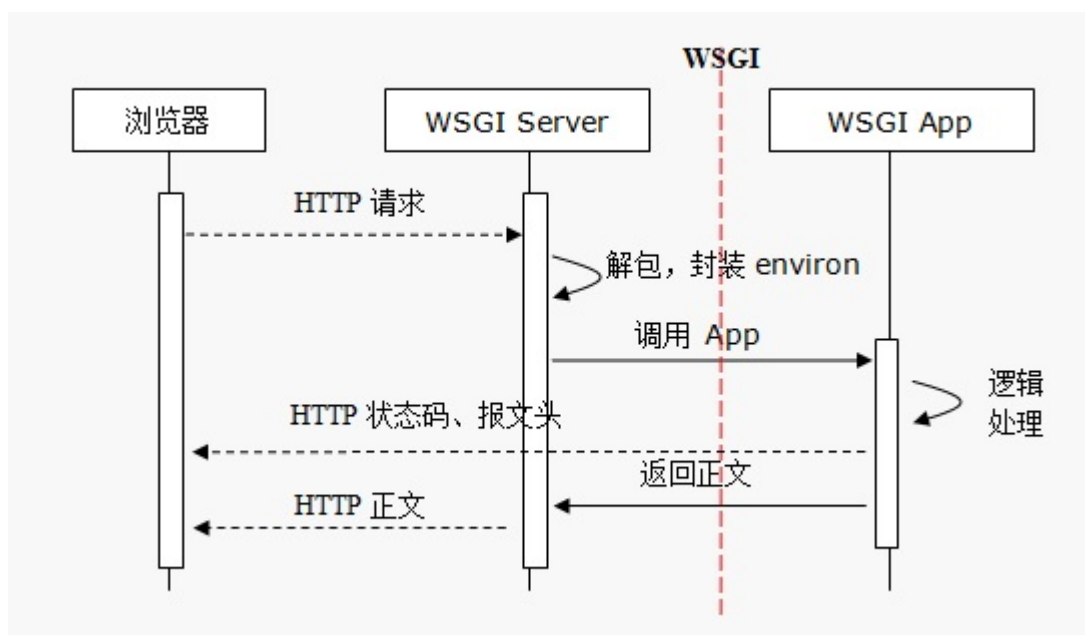 WSGI
浏览器
WSGI Server
WSGI App
HTTP 请求
解包，封装 environ
调用 App
逻辑
处理
HTTP 状态码、报文头
返回正文
HTTP 正文